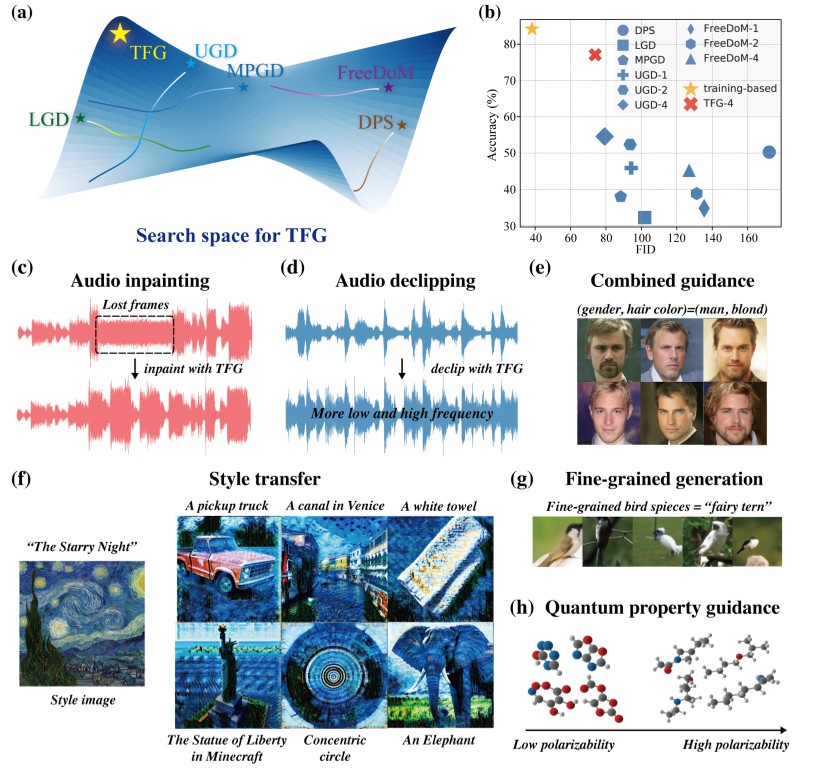 (a)
TFG
UGD
MPGD
FreeDoM
LGD
DPS
Search space for TFG
(b)
Accuracy (%)
80
70
60
50
40
30
40
60
80
100
120
140
160
FID
DPS
LGD
MPGD
UGD-1
UGD-2
UGD-4
FreeDoM-1
FreeDoM-2
FreeDoM-4
training-based
TFG-4
(c)
Audio inpainting
Lost frames
inpaint with TFG
(d)
Audio declipping
declip with TFG
More low and high frequency
(e)
Combined guidance
(gender, hair color)=(man, blond)
(f)
Style transfer
"The Starry Night"
Style image
A pickup truck
A canal in Venice
A white towel
The Statue of Liberty
in Minecraft
Concentric
circle
An Elephant
(g)
Fine-grained generation
Fine-grained bird spieces = "fairy tern"
(h)
Quantum property guidance
Low polarizability
High polarizability